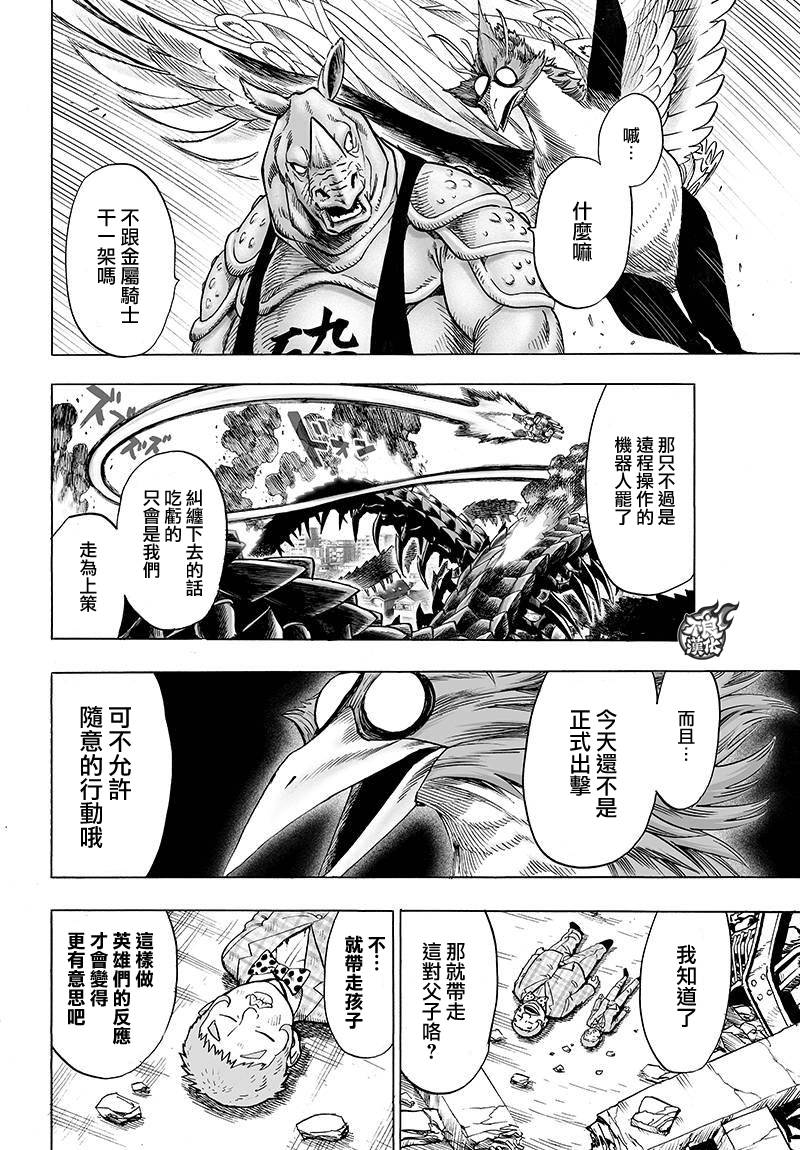 嘁…
什麼嘛
不跟金屬騎士
干一架嗎
砕
那只不過是
遠程操作的
機器人罷了
糾纏下去的話
吃虧的
只會是我們
走為上策
漢化
而且…
今天還不是
正式出擊
可不允許
隨意的行動哦
我知道了
那就帶走
這對父子咯?
不…
就帶走孩子
這樣做
英雄們的反應
才會變得
更有意思吧